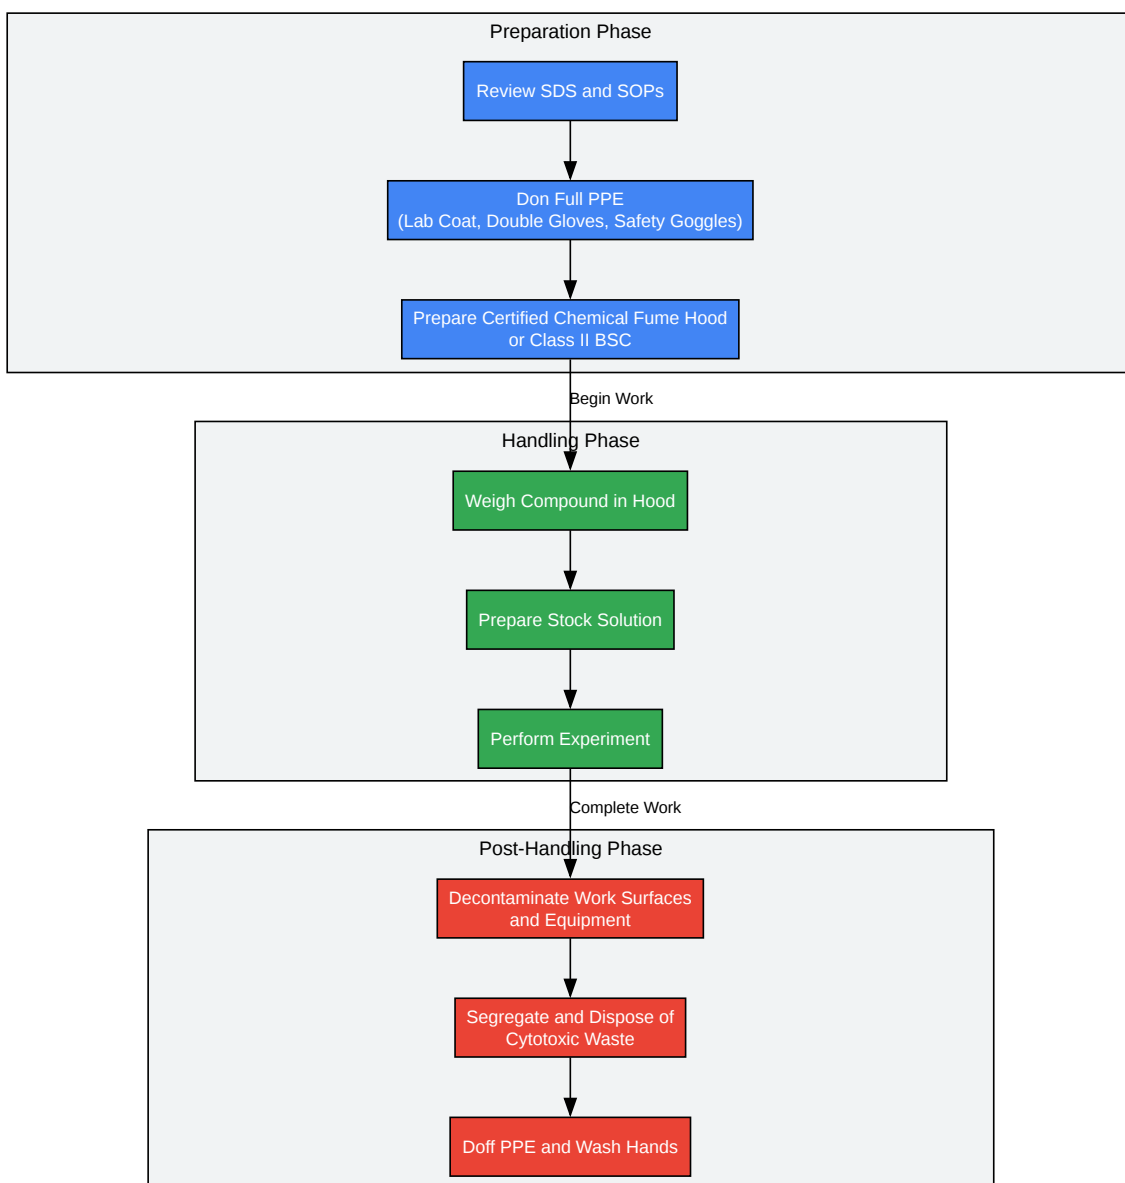 Preparation Phase
Review SDS and SOPs
Don Full PPE
(Lab Coat, Double Gloves, Safety Goggles)
Prepare Certified Chemical Fume Hood
or Class II BSC
Begin Work
Handling Phase
Weigh Compound in Hood
Prepare Stock Solution
Perform Experiment
Complete Work
Post-Handling Phase
Decontaminate Work Surfaces
and Equipment
Segregate and Dispose of
Cytotoxic Waste
Doff PPE and Wash Hands